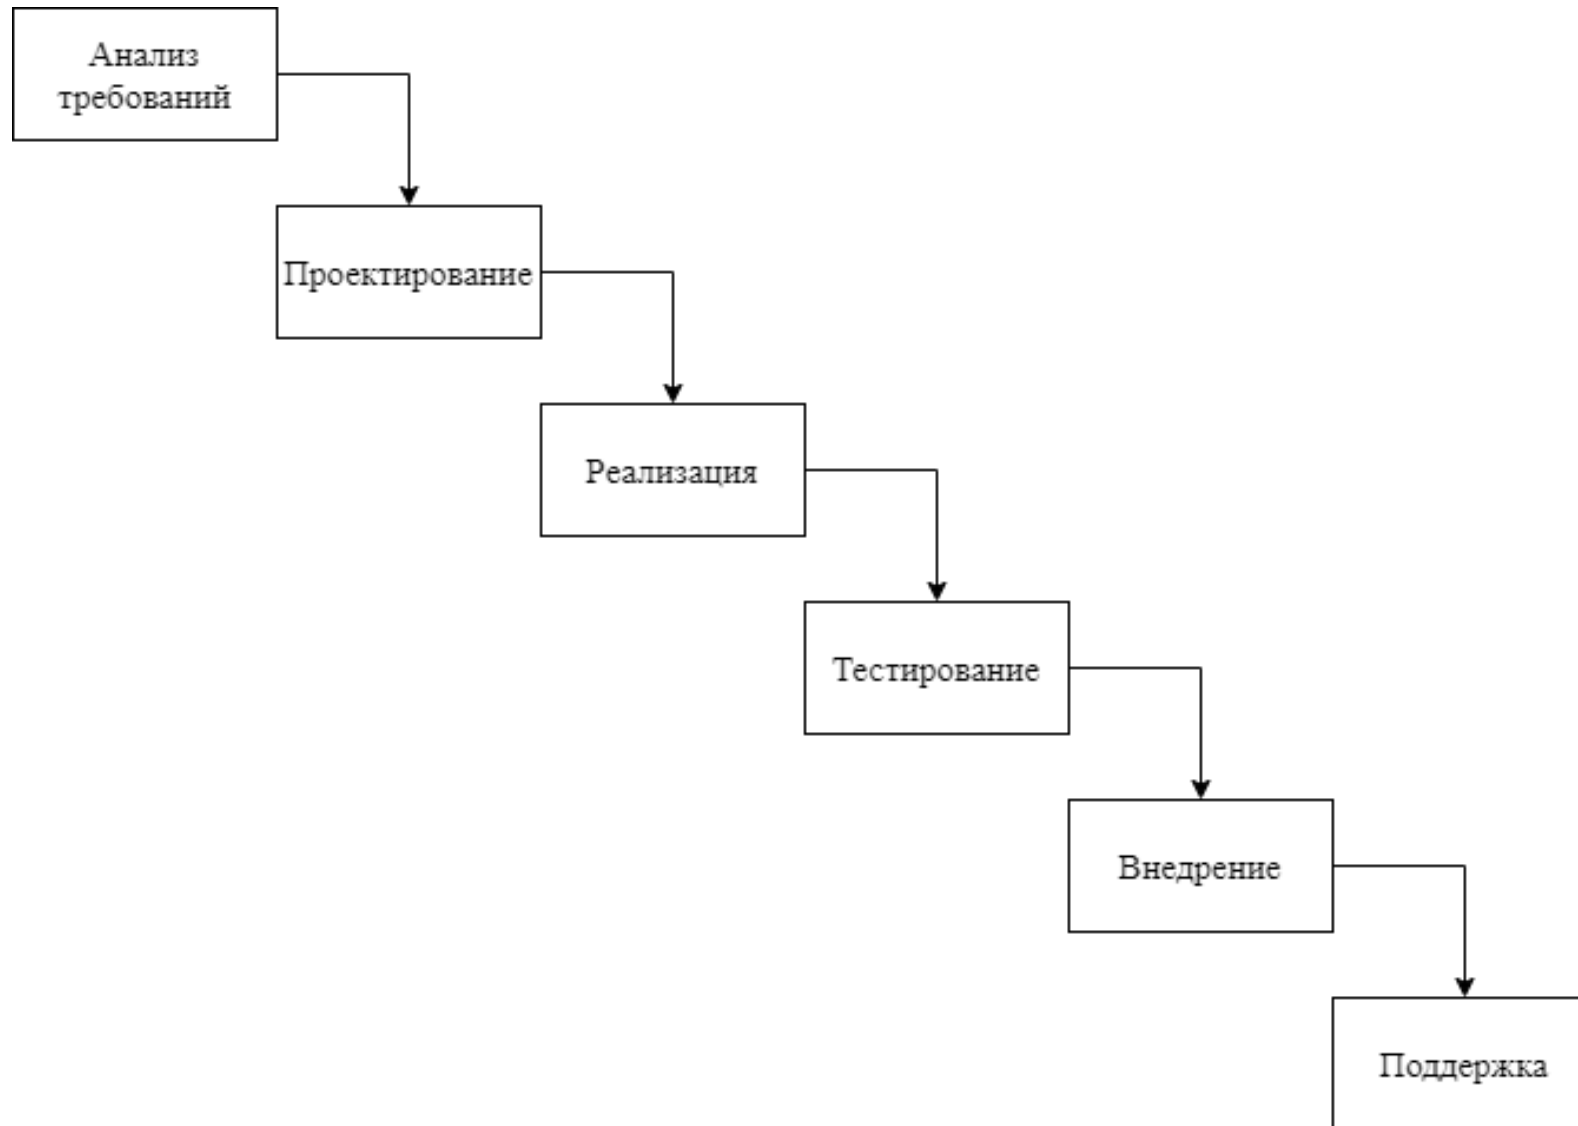 Анализ
требований
Проектирование
Реализация
Тестирование
Внедрение
Поддержка